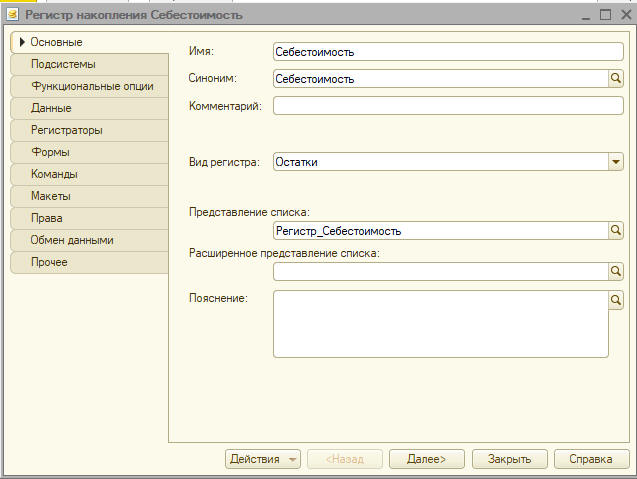 Регистр накопления Себестоимость
Основные
Подсистемы
Функциональные опции
Данные
Регистраторы
Формы
Команды
Макеты
Права
Обмен данными
Прочее
Имя: Себестоимость
Синоним: Себестоимость
Комментарий:
Вид регистра: Остатки
Представление списка:
Регистр_Себестоимость
Расширенное представление списка:
Пояснение:
Действия <Назад Далее> Закрыть Справка